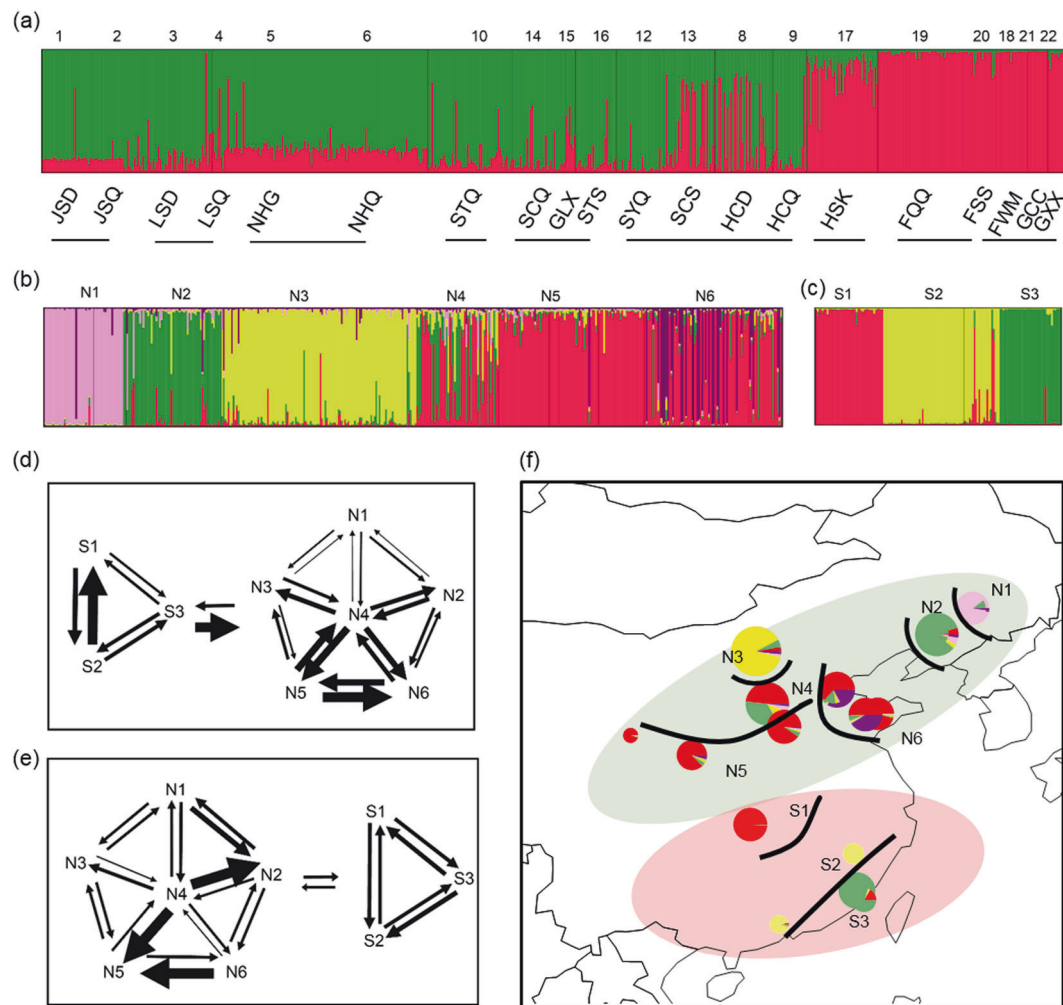 (a)
1 2 3 4 5 6 10 14 15 16 12 13 8 9 17 19 20 18 21 22
JSD JSQ LSD LSQ NHG NHQ STQ SCQ GLX STS SYQ SCS HCD HCQ HSK FQQ FSS FWM GCC GXX
(b)
N1 N2 N3 N4 N5 N6
(c)
S1 S2 S3
(d)
S1
S3
S2
N1
N3
N2
N4
N5
N6
(e)
N1
N3
N2
N4
N5
N6
S1
S3
S2
(f)
N1
N2
N3
N4
N6
N5
S1
S2
S3